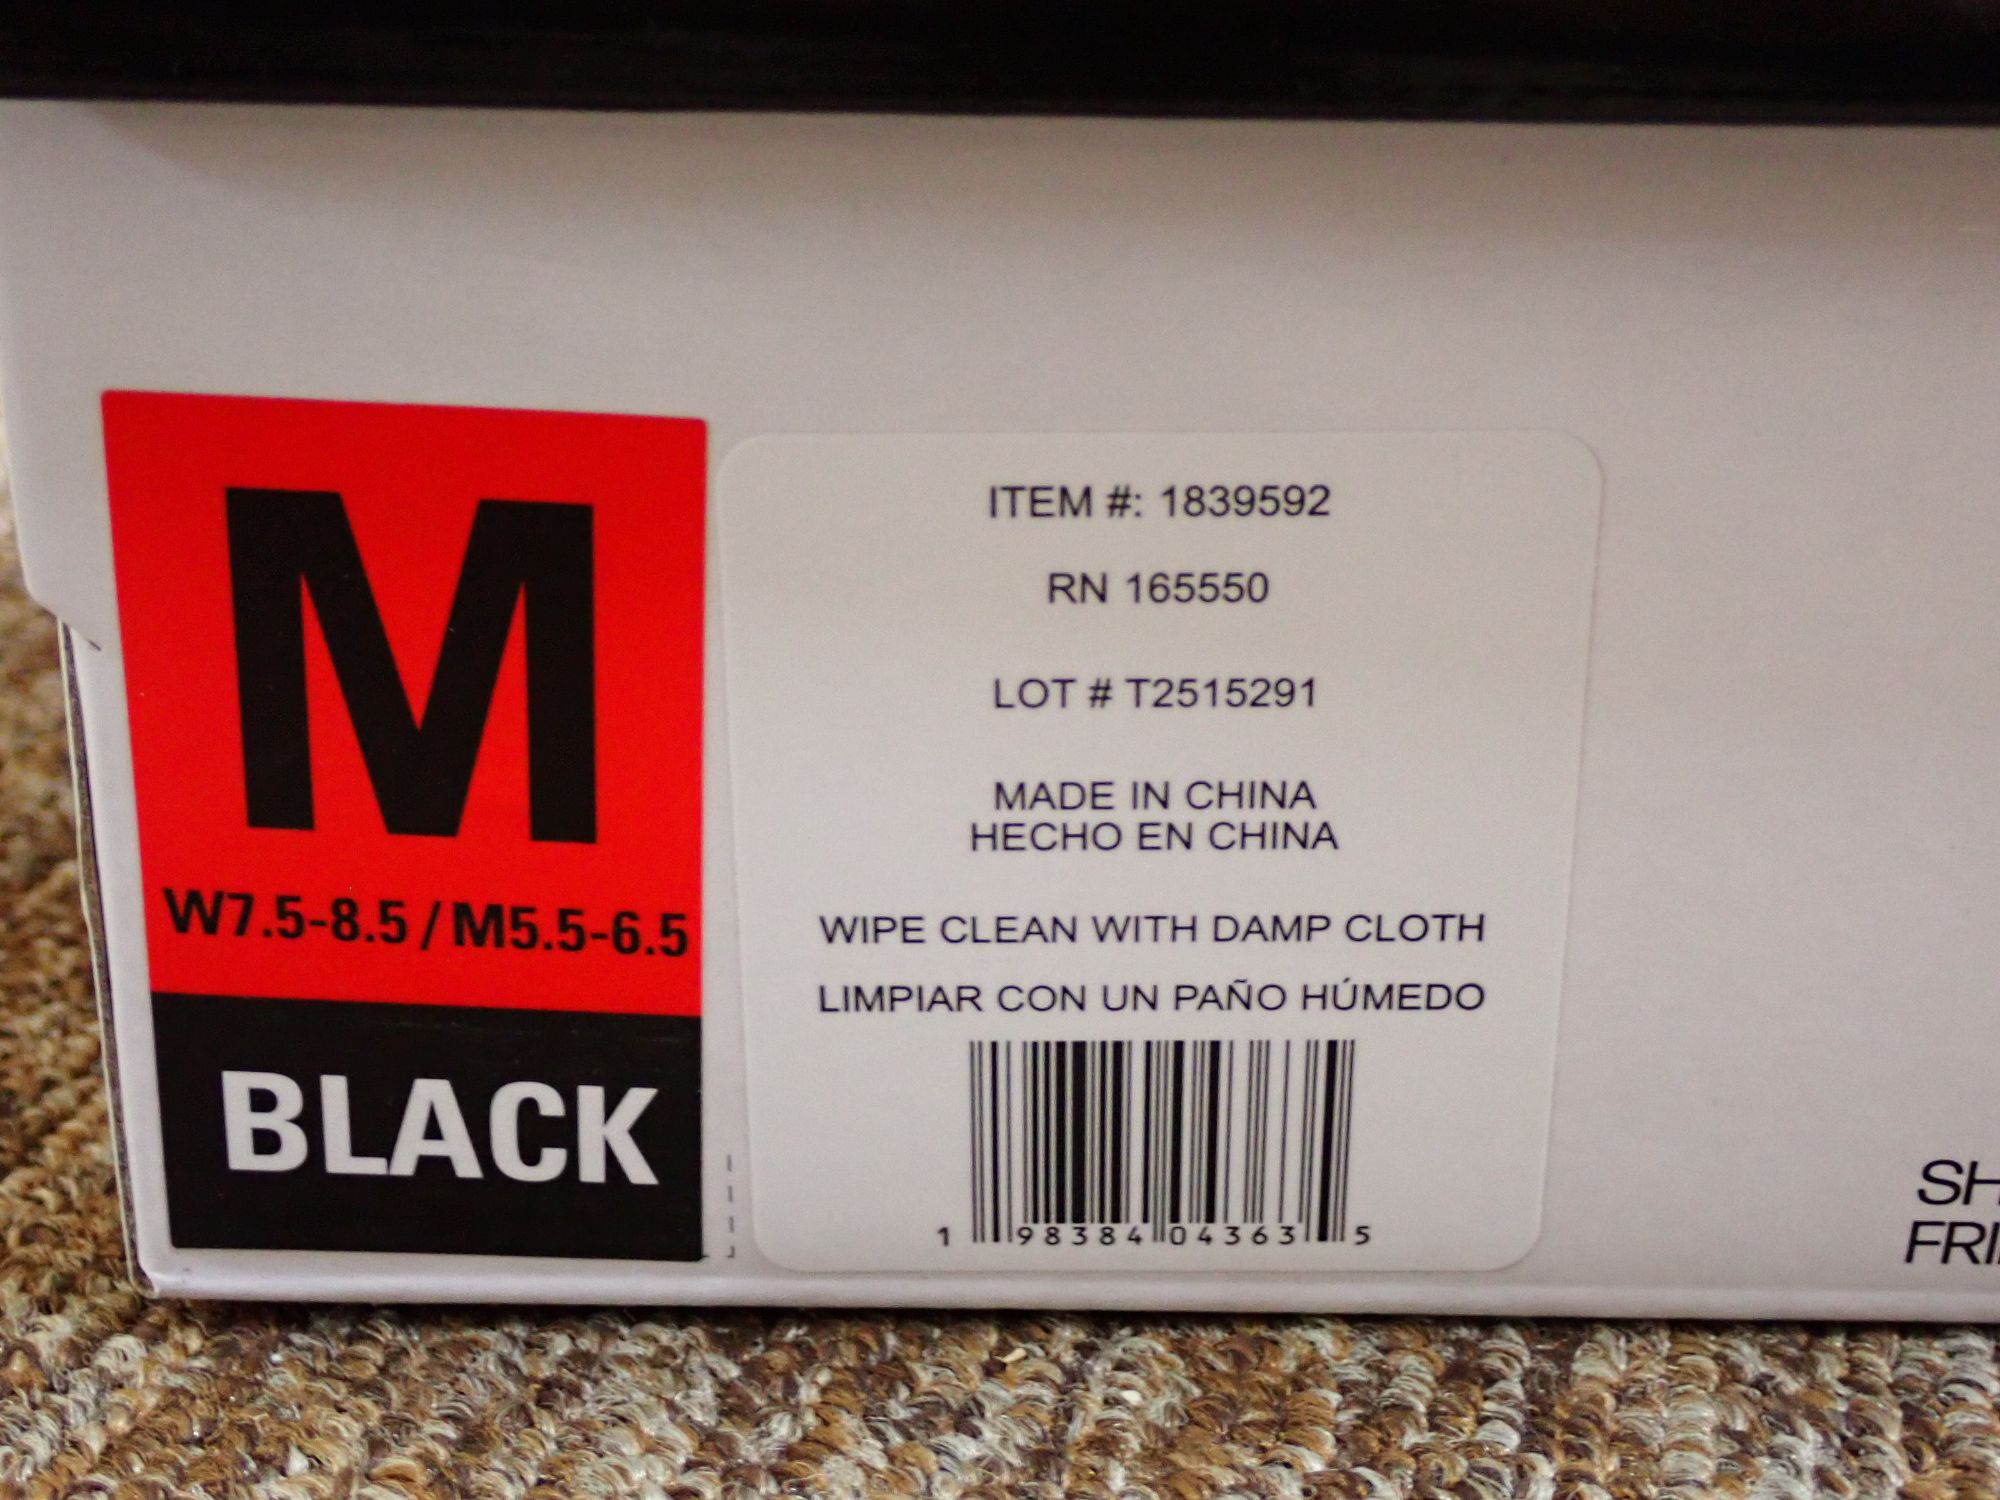 M
W7.5-8.5 / M5.5-6.5
BLACK
ITEM #: 1839592
RN 165550
LOT # T2515291
MADE IN CHINA
HECHO EN CHINA
WIPE CLEAN WITH DAMP CLOTH
LIMPIAR CON UN PAÑO HÚMEDO
1 98384 04363 5